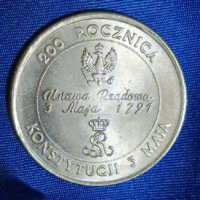 200 ROCZNICA
Ustawa Rządowa
3 Maja 1791
KONSTYTUCJI 3 MAJA